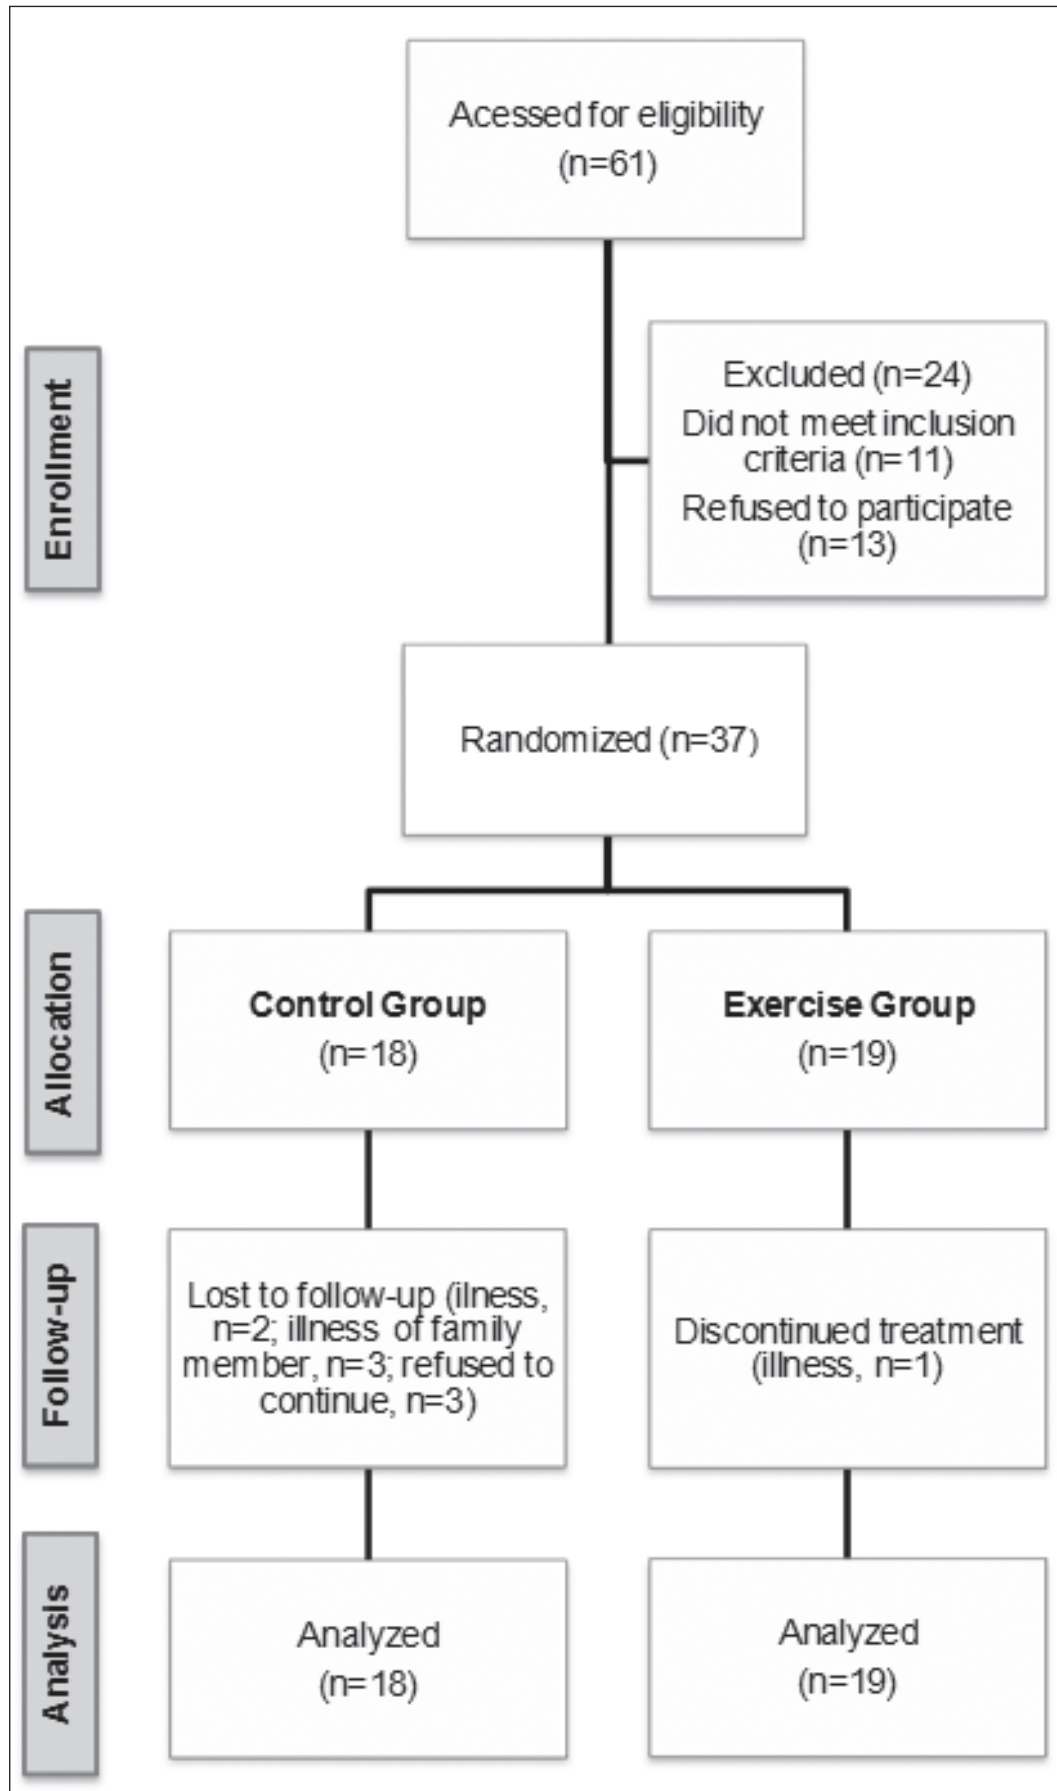 Acessed for eligibility
(n=61)
Enrollment
Excluded (n=24)
Did not meet inclusion
criteria (n=11)
Refused to participate
(n=13)
Randomized (n=37)
Allocation
Control Group
(n=18)
Exercise Group
(n=19)
Follow-up
Lost to follow-up (ilness,
n=2; illness of family
member, n=3; refused to
continue, n=3)
Discontinued treatment
(illness, n=1)
Analysis
Analyzed
(n=18)
Analyzed
(n=19)